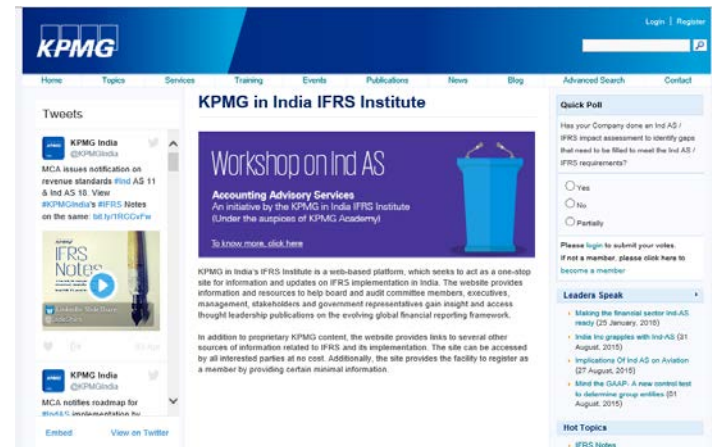 KPMG
Login | Register
Home Topics Services Training Events Publications News Blog Advanced Search Contact
Tweets
KPMG India
@KPMGIndia
MCA issues notification on
revenue standards #Ind AS 11
& Ind AS 18. View
#KPMGIndia's #IFRS Notes
on the same: bit.ly/1RGCxFw
KPMG
IFRS
Notes
KPMG India
@KPMGIndia
MCA notifies roadmap for
#IndAS implementation by
Embed View on Twitter
KPMG in India IFRS Institute
Workshop on Ind AS
Accounting Advisory Services
An initiative by the KPMG in India IFRS Institute
(Under the auspices of KPMG Academy)
To know more, click here
KPMG in India's IFRS Institute is a web-based platform, which seeks to act as a one-stop
site for information and updates on IFRS implementation in India. The website provides
information and resources to help board and audit committee members, executives,
management, stakeholders and government representatives gain insight and access
thought leadership publications on the evolving global financial reporting framework.
In addition to proprietary KPMG content, the website provides links to several other
sources of information related to IFRS and its implementation. The site can be accessed
by all interested parties at no cost. Additionally, the site provides the facility to register as
a member by providing certain minimal information.
Quick Poll
Has your Company done an Ind AS /
IFRS impact assessment to identify gaps
that need to be filled to meet the Ind AS /
IFRS requirements?
Yes
No
Partially
Please login to submit your votes.
If not a member, please click here to
become a member
Leaders Speak
Making the financial sector Ind-AS
ready (25 January, 2016)
India Inc grapples with Ind-AS (31
August, 2015)
Implications Of Ind AS on Aviation
(27 August, 2015)
Mind the GAAP- A new control test
to determine group entities (01
August, 2015)
Hot Topics
IFRS Notes